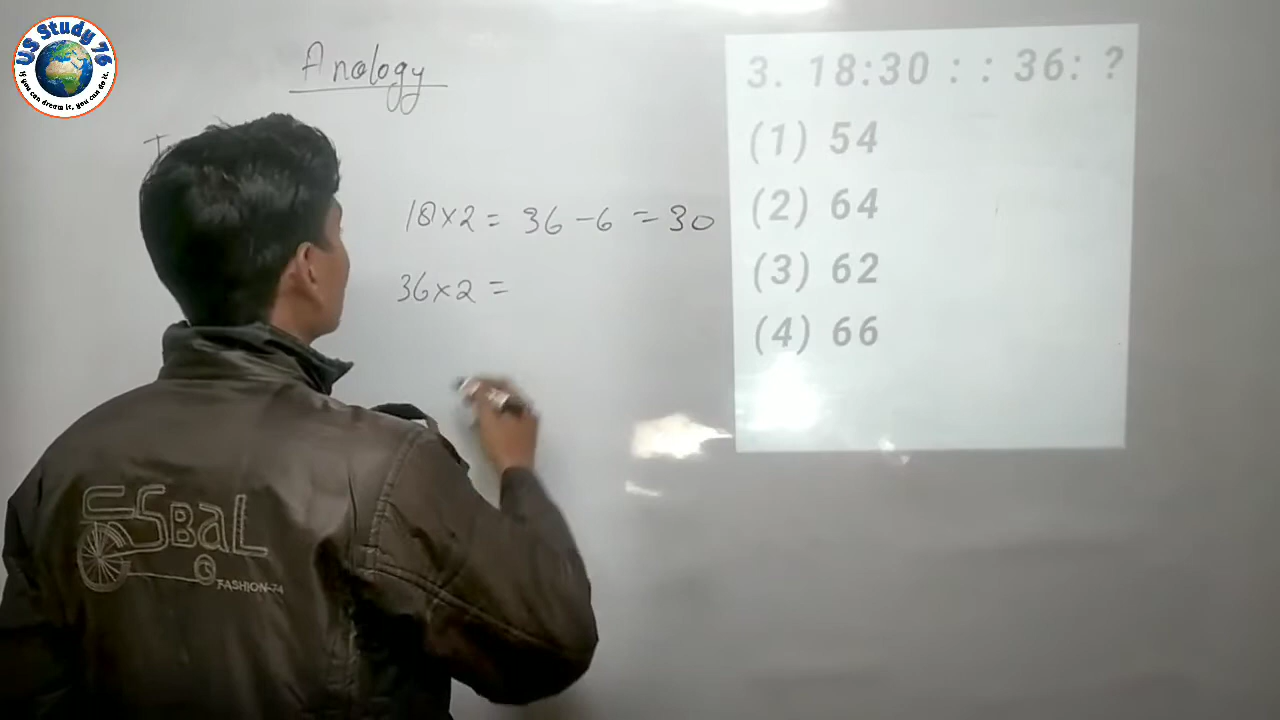 US Study 76
If you can dream it, you can do it.
Anology
18×2 = 36 - 6 = 30
36×2 =
3. 18:30 : : 36: ?
(1) 54
(2) 64
(3) 62
(4) 66
FASHION-74